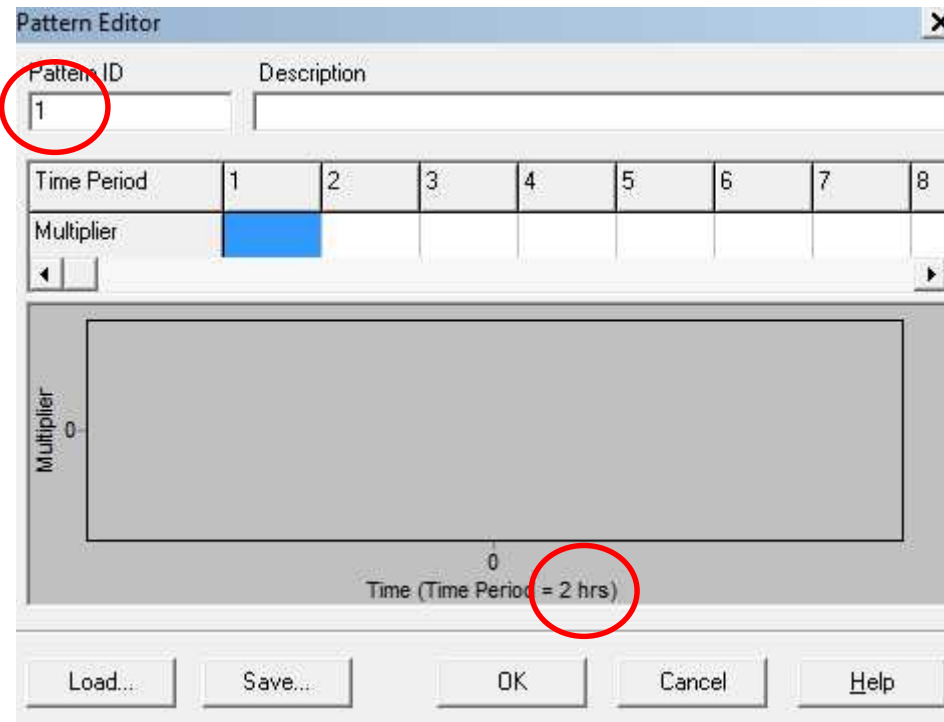 Pattern Editor
Pattern ID Description
1
Time Period 1 2 3 4 5 6 7 8
Multiplier
Multiplier
0
0
Time (Time Period = 2 hrs)
Load... Save... OK Cancel Help